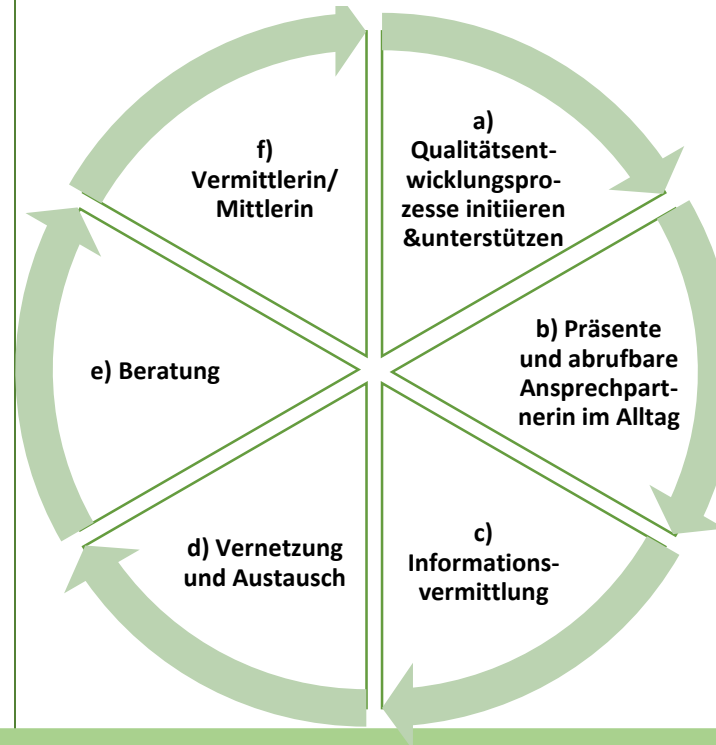 a)
Qualitätsent-
wicklungspro-
zesse initiieren
&unterstützen
b) Präsente
und abrufbare
Ansprechpart-
nerin im Alltag
c)
Informations-
vermittlung
d) Vernetzung
und Austausch
e) Beratung
f)
Vermittlerin/
Mittlerin